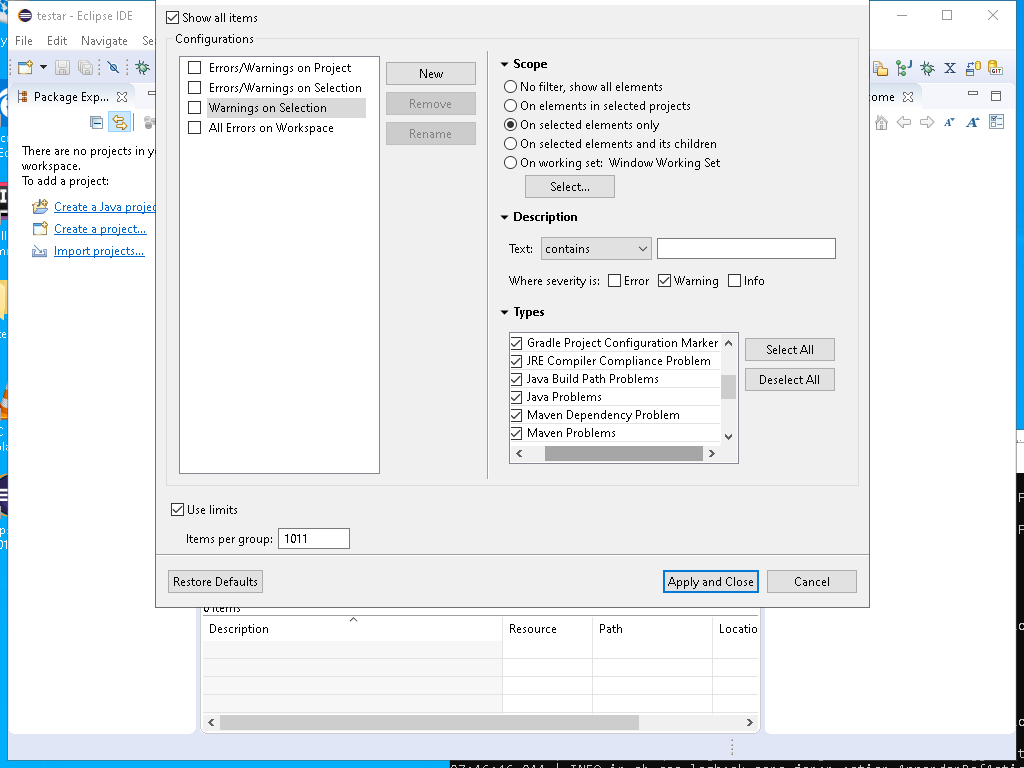 testar - Eclipse IDE
File Edit Navigate Se
Package Exp...
There are no projects in y
workspace.
To add a project:
Create a Java projec
Create a project...
Import projects...
Show all items
Configurations
Errors/Warnings on Project
Errors/Warnings on Selection
Warnings on Selection
All Errors on Workspace
New
Remove
Rename
Scope
No filter, show all elements
On elements in selected projects
On selected elements only
On selected elements and its children
On working set: Window Working Set
Select...
Description
Text: contains
Where severity is: Error Warning Info
Types
Gradle Project Configuration Marker
JRE Compiler Compliance Problem
Java Build Path Problems
Java Problems
Maven Dependency Problem
Maven Problems
Select All
Deselect All
Use limits
Items per group: 1011
Restore Defaults
Apply and Close
Cancel
ome
0 items
Description Resource Path Locatio